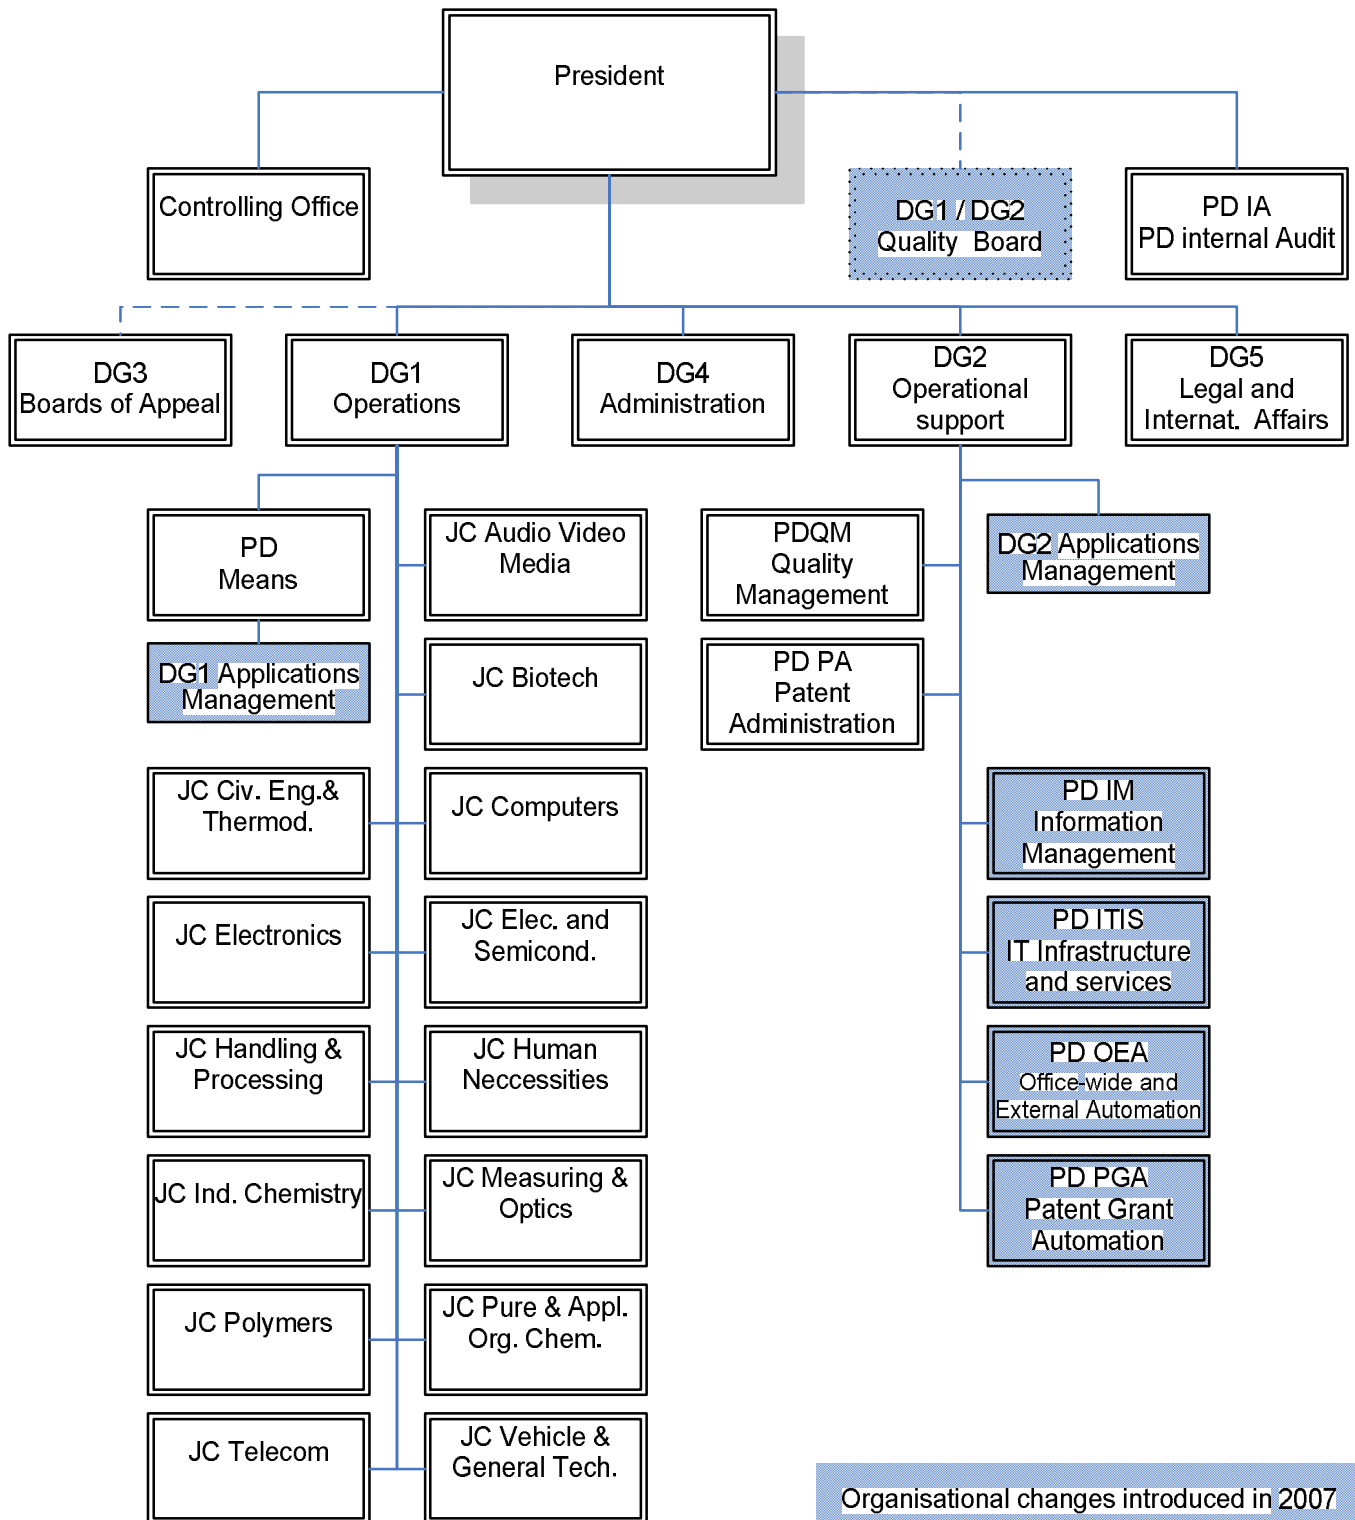 President
Controlling Office
DG1 / DG2
Quality Board
PD IA
PD internal Audit
DG3
Boards of Appeal
DG1
Operations
DG4
Administration
DG2
Operational
support
DG5
Legal and
Internat. Affairs
PD
Means
JC Audio Video
Media
PDQM
Quality
Management
DG2 Applications
Management
DG1 Applications
Management
JC Biotech
PD PA
Patent
Administration
JC Civ. Eng.&
Thermod.
JC Computers
PD IM
Information
Management
JC Electronics
JC Elec. and
Semicond.
PD ITIS
IT Infrastructure
and services
JC Handling &
Processing
JC Human
Neccessities
PD OEA
Office-wide and
External Automation
JC Ind. Chemistry
JC Measuring &
Optics
PD PGA
Patent Grant
Automation
JC Polymers
JC Pure & Appl.
Org. Chem.
JC Telecom
JC Vehicle &
General Tech.
Organisational changes introduced in 2007